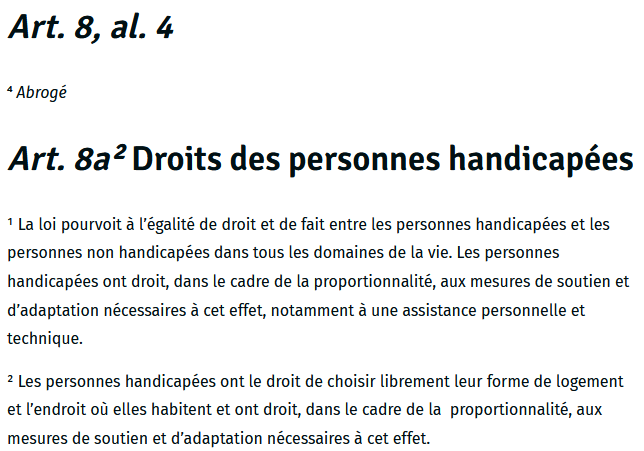 Art. 8, al. 4
⁴ Abrogé
Art. 8a² Droits des personnes handicapées
¹ La loi pourvoit à l’égalité de droit et de fait entre les personnes handicapées et les
personnes non handicapées dans tous les domaines de la vie. Les personnes
handicapées ont droit, dans le cadre de la proportionnalité, aux mesures de soutien et
d’adaptation nécessaires à cet effet, notamment à une assistance personnelle et
technique.
² Les personnes handicapées ont le droit de choisir librement leur forme de logement
et l’endroit où elles habitent et ont droit, dans le cadre de la  proportionnalité, aux
mesures de soutien et d’adaptation nécessaires à cet effet.